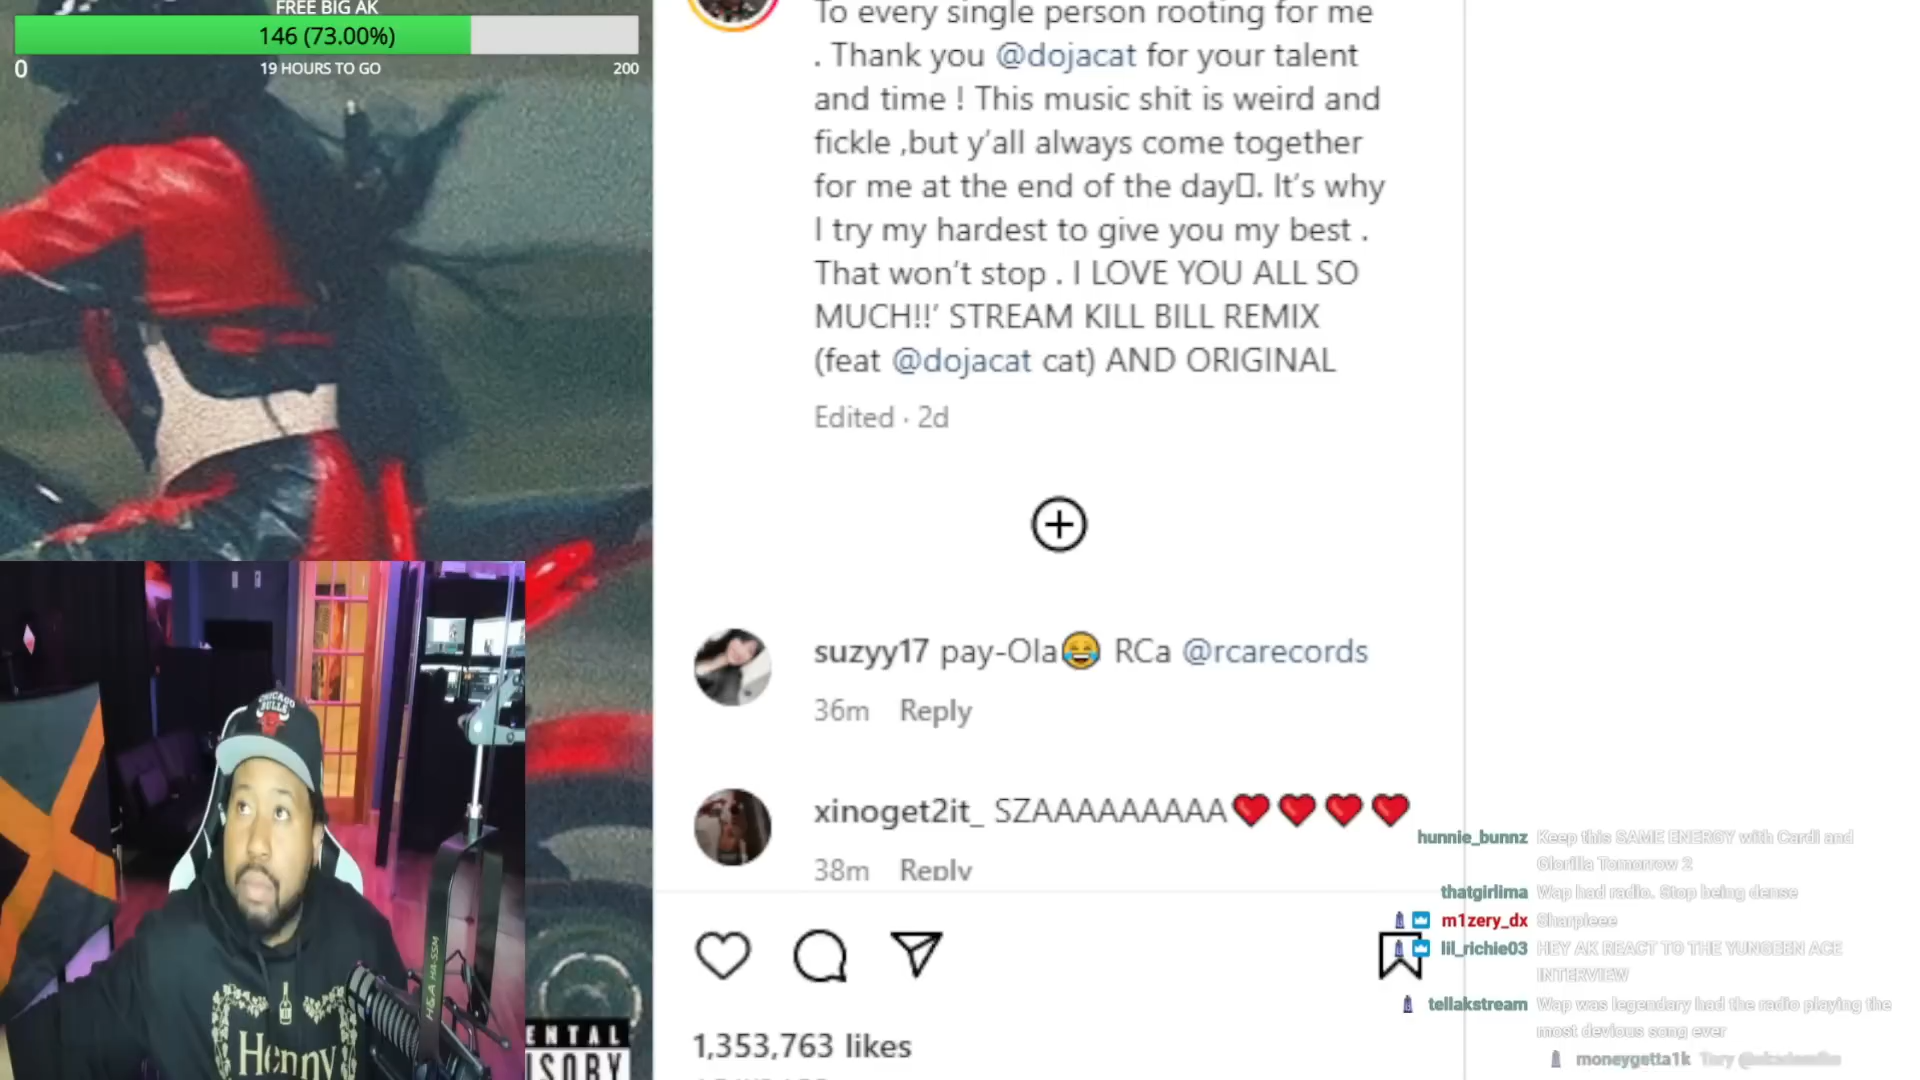 FREE BIG AK
146 (73.00%)
0
19 HOURS TO GO
200
To every single person rooting for me
. Thank you @dojacat for your talent
and time ! This music shit is weird and
fickle ,but y’all always come together
for me at the end of the day. It’s why
I try my hardest to give you my best .
That won’t stop . I LOVE YOU ALL SO
MUCH!!’ STREAM KILL BILL REMIX
(feat @dojacat cat) AND ORIGINAL
Edited · 2d
suzyy17 pay-Ola😂 RCa @rcarecords
36m Reply
xinoget2it_ SZAAAAAAAAA❤️❤️❤️❤️
38m Reply
1,353,763 likes
hunnie_bunnz Keep this SAME ENERGY with Cardi and
Glorilla Tomorrow 2
thatgirlima Wap had radio. Stop being dense
m1zery_dx Sharpieee
lil_richie03 HEY AK REACT TO THE YUNGEEN ACE
INTERVIEW
tellakstream Wap was legendary had the radio playing the
most devious song ever
moneygetta1k Tory
CHICAGO
BULLS
Henny
ENTAL
ISORY